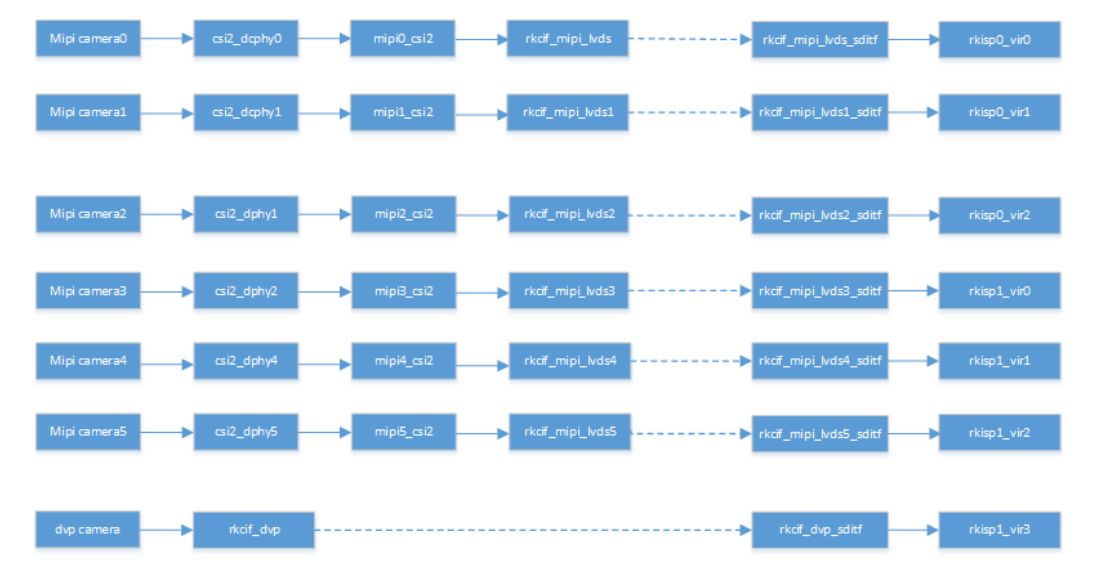 Mipi camera0 csi2_dcphy0 mipi0_csi2 rkcif_mipi_lvds rkcif_mipi_lvds_sditf rkisp0_vir0
Mipi camera1 csi2_dcphy1 mipi1_csi2 rkcif_mipi_lvds1 rkcif_mipi_lvds1_sditf rkisp0_vir1
Mipi camera2 csi2_dphy1 mipi2_csi2 rkcif_mipi_lvds2 rkcif_mipi_lvds2_sditf rkisp0_vir2
Mipi camera3 csi2_dphy2 mipi3_csi2 rkcif_mipi_lvds3 rkcif_mipi_lvds3_sditf rkisp1_vir0
Mipi camera4 csi2_dphy4 mipi4_csi2 rkcif_mipi_lvds4 rkcif_mipi_lvds4_sditf rkisp1_vir1
Mipi camera5 csi2_dphy5 mipi5_csi2 rkcif_mipi_lvds5 rkcif_mipi_lvds5_sditf rkisp1_vir2
dvp camera rkcif_dvp rkcif_dvp_sditf rkisp1_vir3